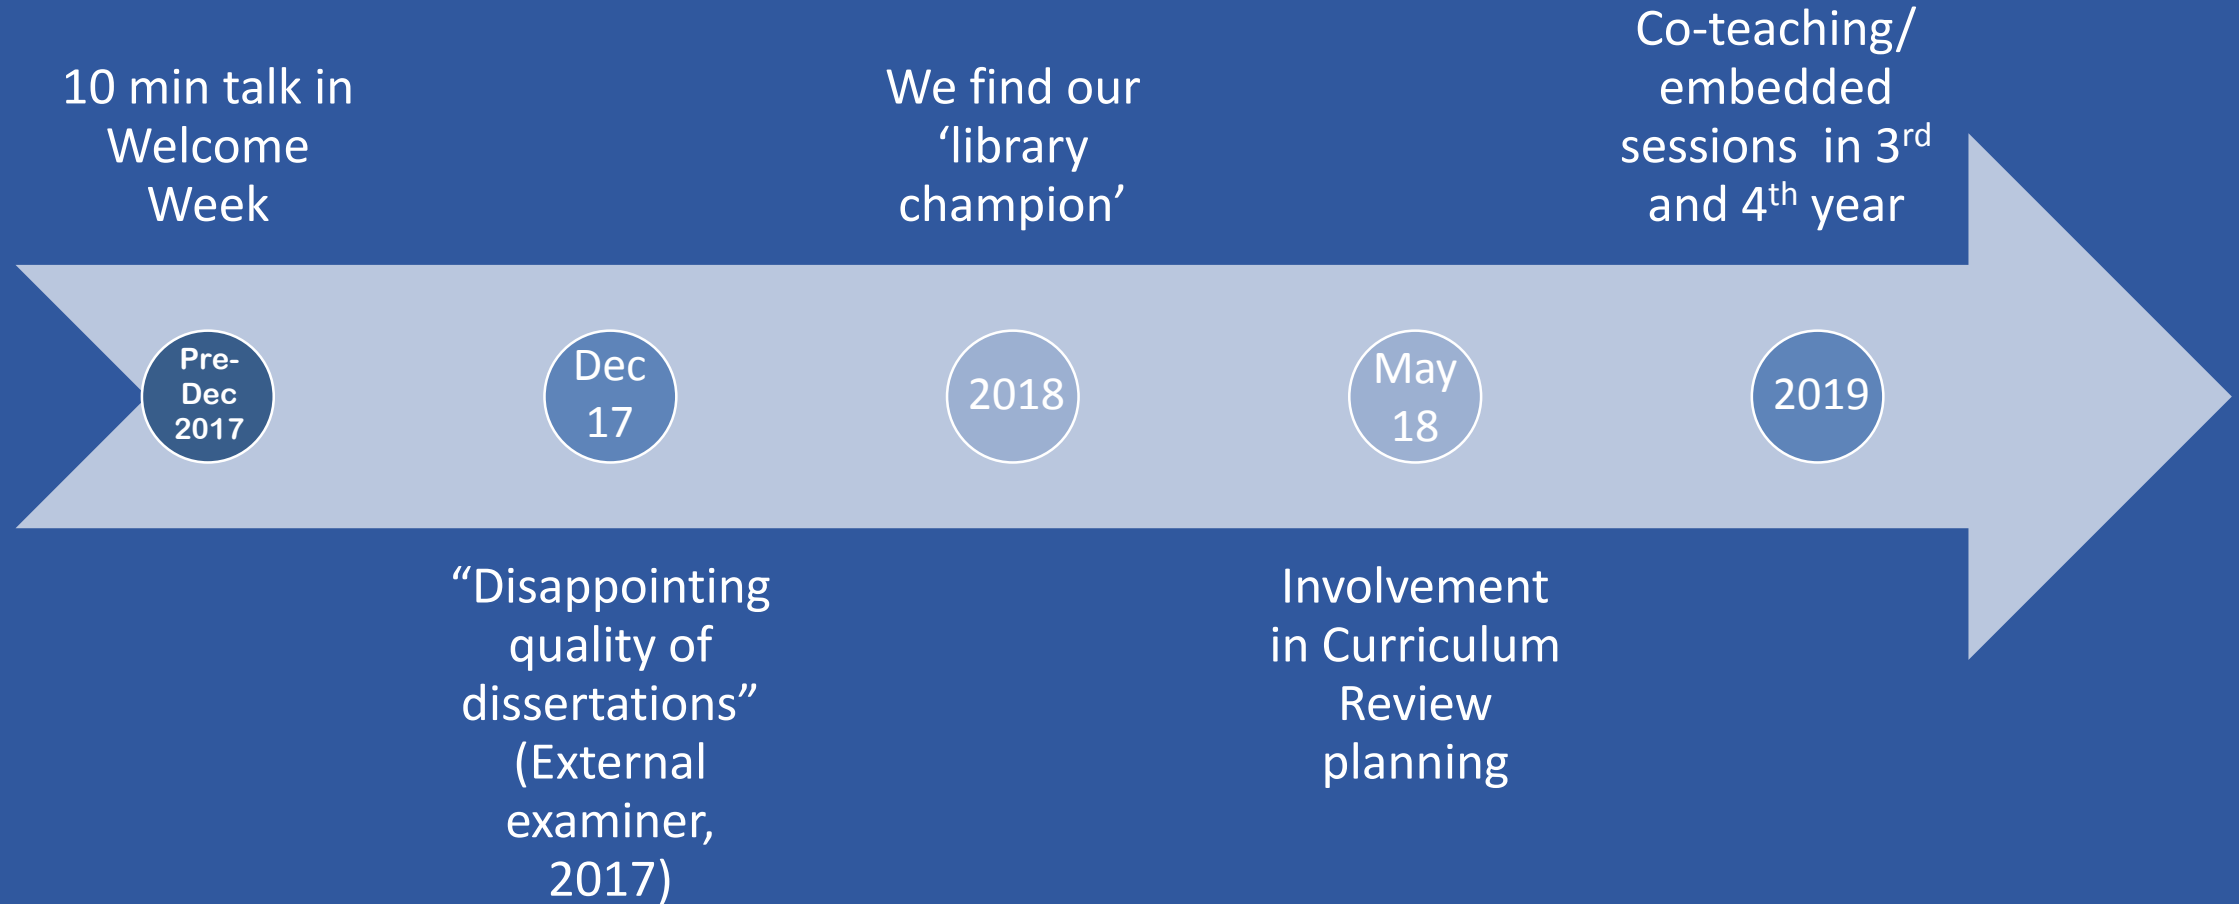 10 min talk in
Welcome
Week
We find our
‘library
champion’
Co-teaching/
embedded
sessions  in 3rd
and 4th year
Pre-
Dec
2017
Dec
17
2018
May
18
2019
“Disappointing
quality of
dissertations”
(External
examiner,
2017)
Involvement
in Curriculum
Review
planning